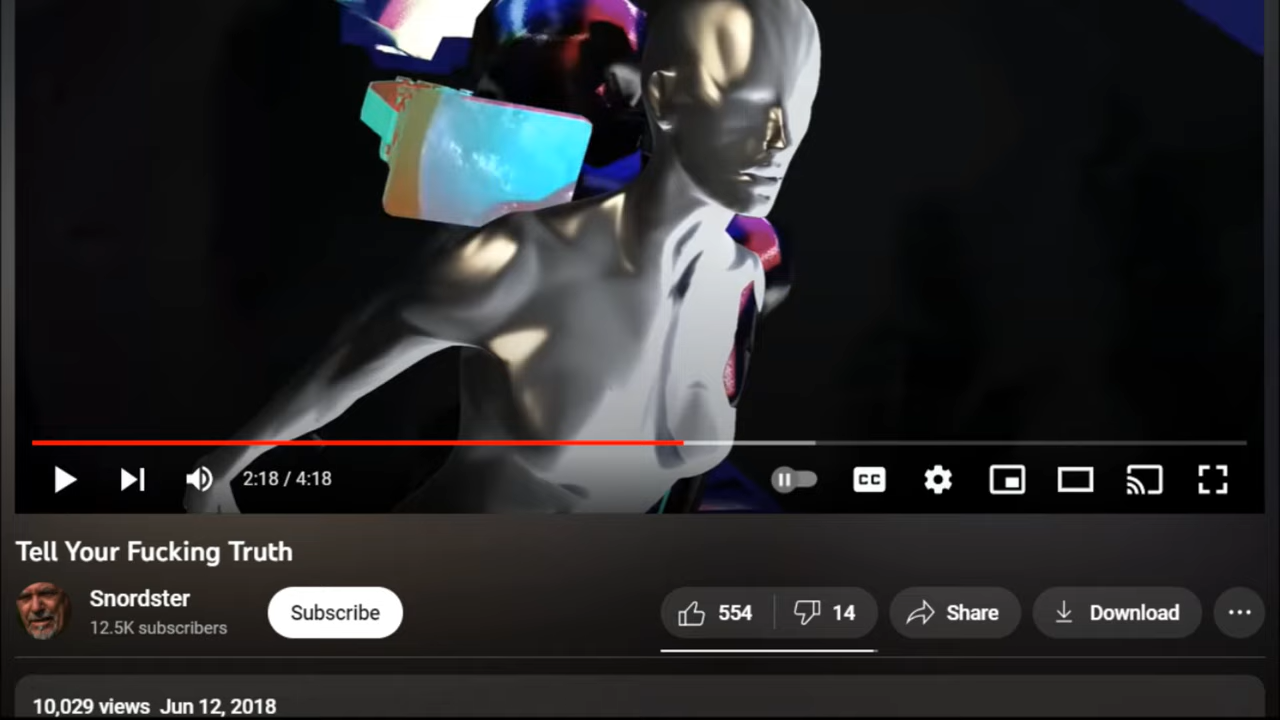 2:18 / 4:18
CC
Tell Your Fucking Truth
Snordster
12.5K subscribers
Subscribe
554
14
Share
Download
10,029 views Jun 12, 2018